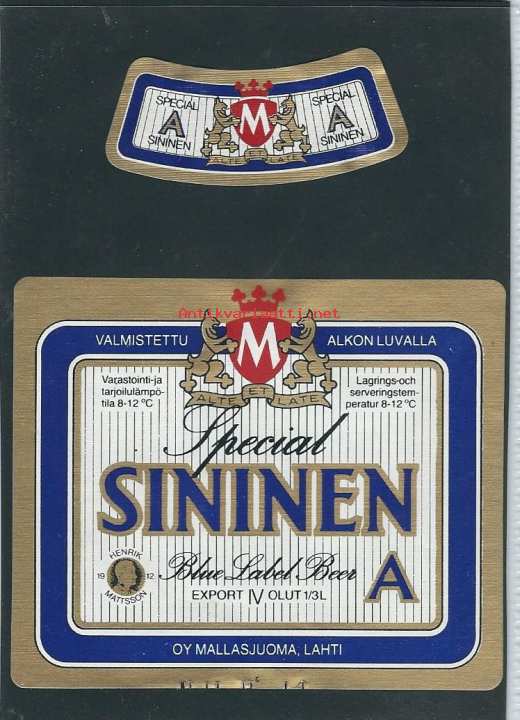 SPECIAL
A
SININEN
M
SPECIAL
A
SININEN
ALTE ET LATE
Antikvariaatti.net
VALMISTETTU
M
ALKON LUVALLA
Varastointi-ja
tarjoilulämpö-
tila 8-12 °C
Lagrings-och
serveringstem-
peratur 8-12 °C
ALTE ET LATE
Special
SININEN
HENRIK
1912
MATTSSON
Blue Label Beer
A
EXPORT IV OLUT 1/3L
OY MALLASJUOMA, LAHTI